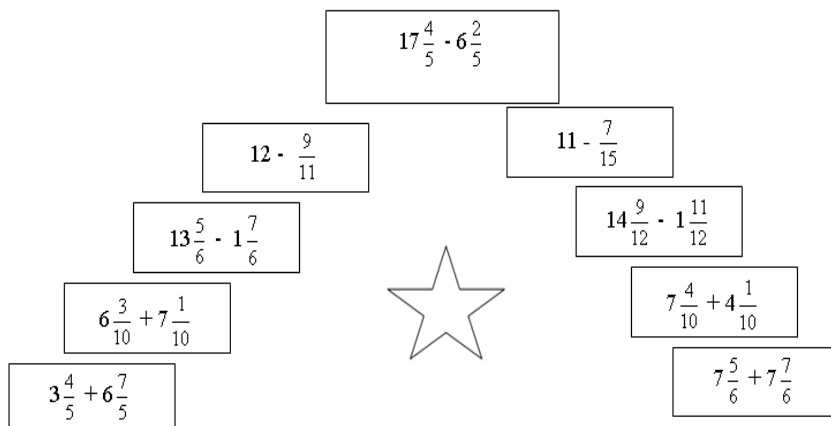 17 4/5 - 6 2/5
12 - 9/11
11 - 7/15
13 5/6 - 1 7/6
14 9/12 - 1 11/12
6 3/10 + 7 1/10
7 4/10 + 4 1/10
3 4/5 + 6 7/5
7 5/6 + 7 7/6